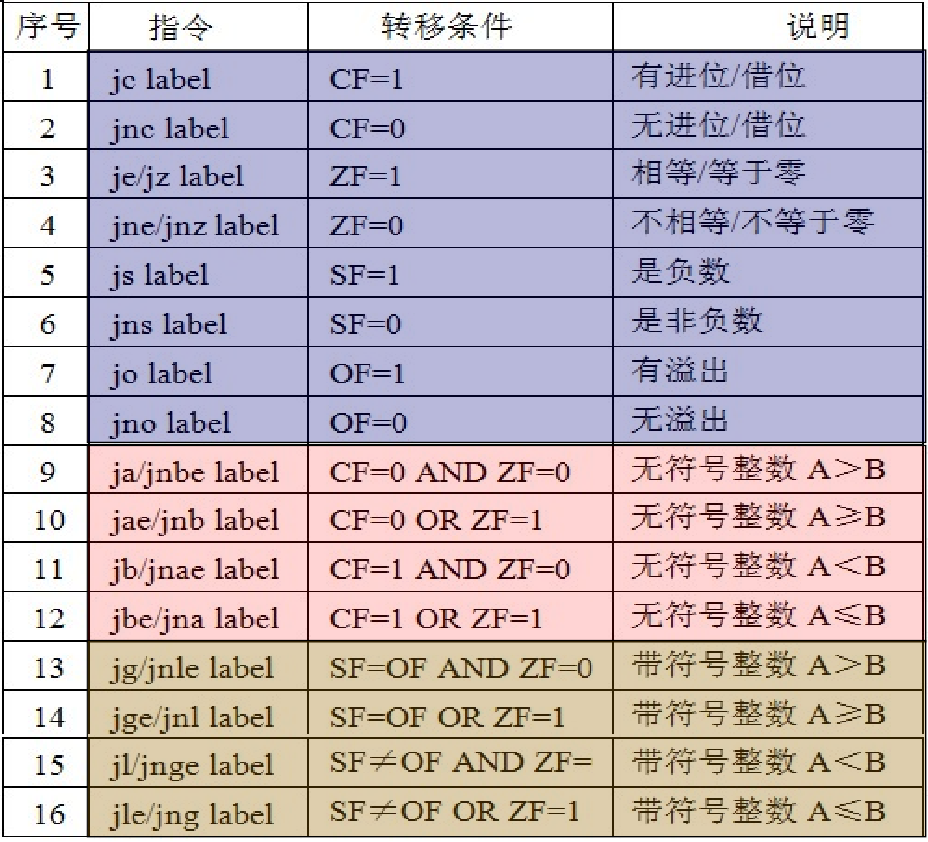 序号 指令 转移条件 说明
1 jc label CF=1 有进位/借位
2 jnc label CF=0 无进位/借位
3 je/jz label ZF=1 相等/等于零
4 jne/jnz label ZF=0 不相等/不等于零
5 js label SF=1 是负数
6 jns label SF=0 是非负数
7 jo label OF=1 有溢出
8 jno label OF=0 无溢出
9 ja/jnbe label CF=0 AND ZF=0 无符号整数 A>B
10 jae/jnb label CF=0 OR ZF=1 无符号整数 A≥B
11 jb/jnae label CF=1 AND ZF=0 无符号整数 A<B
12 jbe/jna label CF=1 OR ZF=1 无符号整数 A≤B
13 jg/jnle label SF=OF AND ZF=0 带符号整数 A>B
14 jge/jnl label SF=OF OR ZF=1 带符号整数 A≥B
15 jl/jnge label SF≠OF AND ZF= 带符号整数 A<B
16 jle/jng label SF≠OF OR ZF=1 带符号整数 A≤B